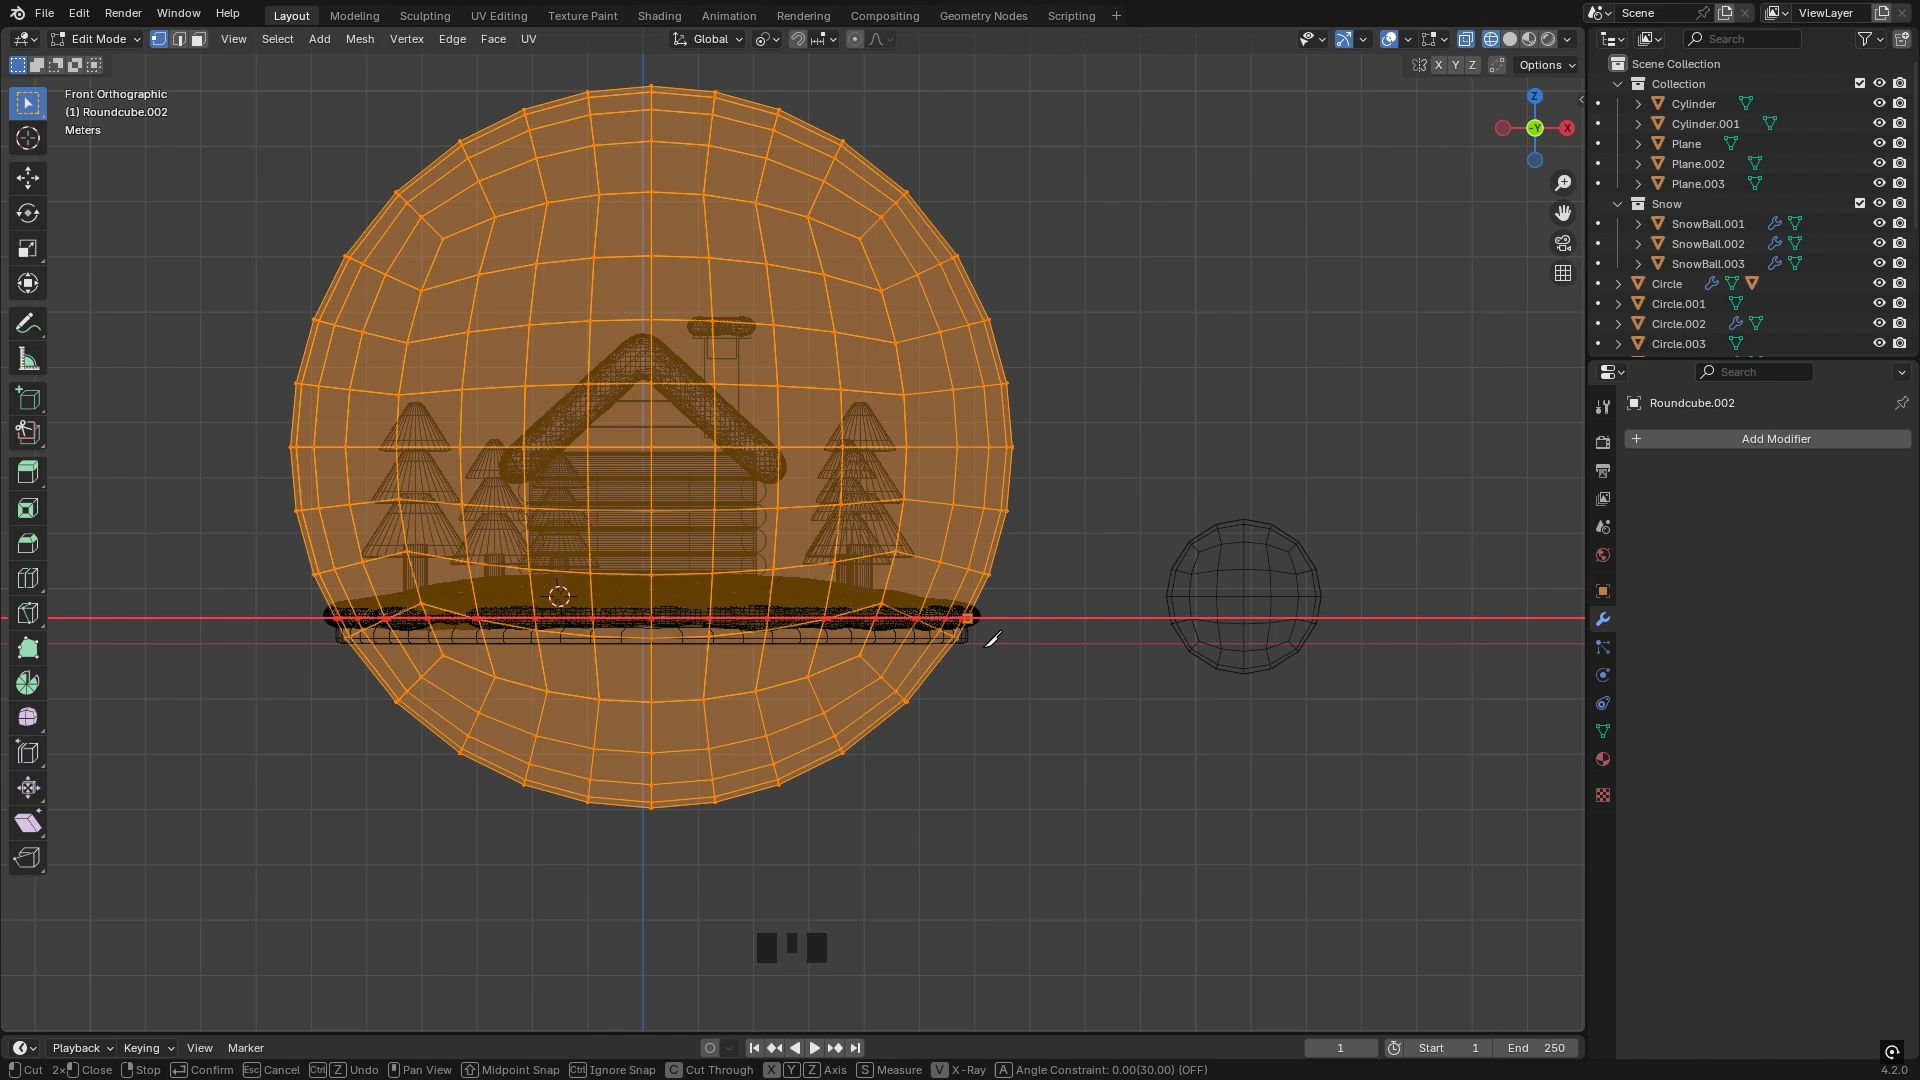 File Edit Render Window Help Layout Modeling Sculpting UV Editing Texture Paint Shading Animation Rendering Compositing Geometry Nodes Scripting + Scene ViewLayer
Edit Mode View Select Add Mesh Vertex Edge Face UV Global Search
X Y Z Options
Front Orthographic
(1) Roundcube.002
Meters
Z
-Y X
Scene Collection
Collection
Cylinder
Cylinder.001
Plane
Plane.002
Plane.003
Snow
SnowBall.001
SnowBall.002
SnowBall.003
Circle
Circle.001
Circle.002
Circle.003
Search
Roundcube.002
+ Add Modifier
Playback Keying View Marker 1 Start 1 End 250
Cut 2× Close Stop Confirm Esc Cancel Ctrl Z Undo Pan View Midpoint Snap Ctrl Ignore Snap C Cut Through X Y Z Axis S Measure V X-Ray A Angle Constraint: 0.00(30.00) (OFF) 4.2.0